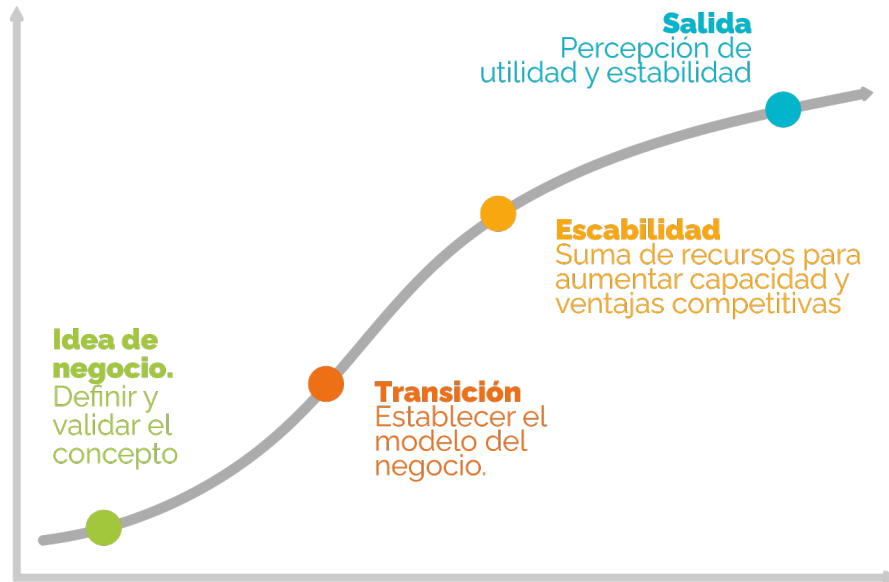 Salida
Percepción de
utilidad y estabilidad
Escabilidad
Suma de recursos para
aumentar capacidad y
ventajas competitivas
Idea de
negocio.
Definir y
validar el
concepto
Transición
Establecer el
modelo del
negocio.